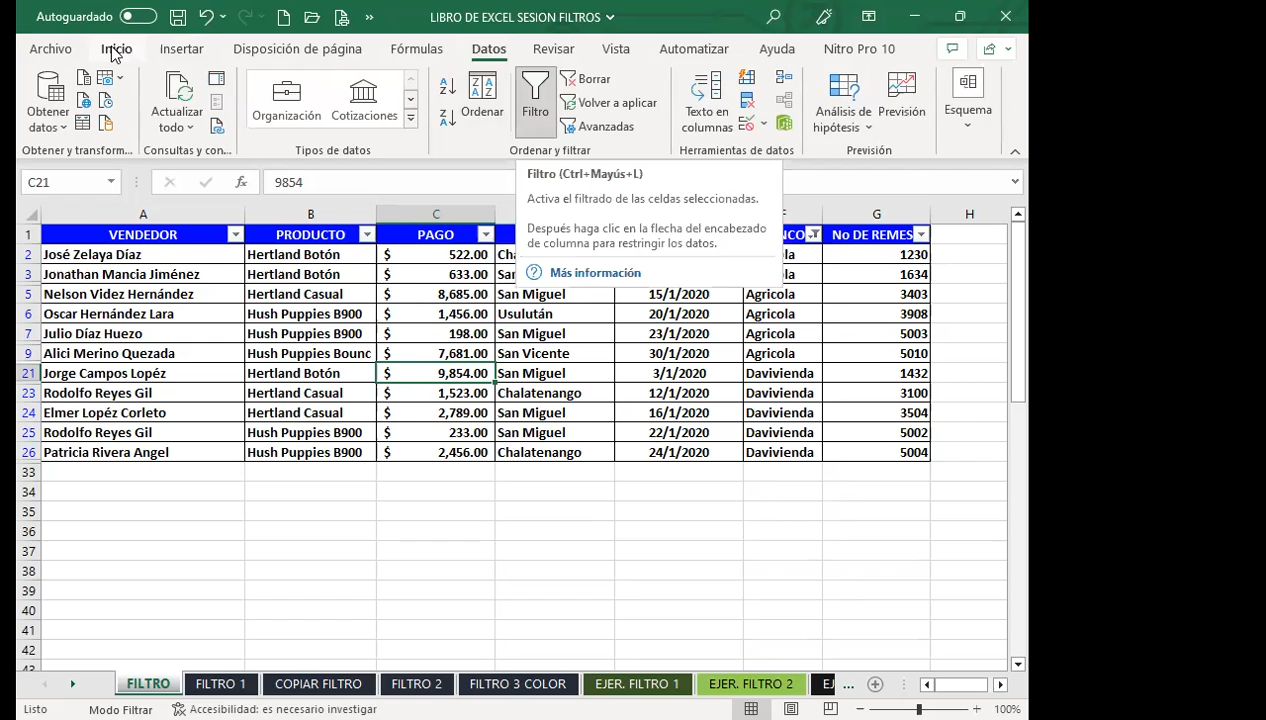 Autoguardado LIBRO DE EXCEL SESION FILTROS
Archivo Inicio Insertar Disposición de página Fórmulas Datos Revisar Vista Automatizar Ayuda Nitro Pro 10
Obtener datos
Actualizar todo
Organización Cotizaciones
Ordenar
Filtro
Borrar
Volver a aplicar
Avanzadas
Texto en columnas
Análisis de hipótesis
Previsión
Esquema
Obtener y transform... Consultas y con... Tipos de datos Ordenar y filtrar Herramientas de datos Previsión
C21 fx 9854
Filtro (Ctrl+Mayús+L)
Activa el filtrado de las celdas seleccionadas.
Después haga clic en la flecha del encabezado
de columna para restringir los datos.
Más información
A B C F G H
1 VENDEDOR PRODUCTO PAGO NCO No DE REMES
2 José Zelaya Díaz Hertland Botón $ 522.00 Cha ola 1230
3 Jonathan Mancia Jiménez Hertland Botón $ 633.00 San ola 1634
5 Nelson Videz Hernández Hertland Casual $ 8,685.00 San Miguel 15/1/2020 Agricola 3403
6 Oscar Hernández Lara Hush Puppies B900 $ 1,456.00 Usulután 20/1/2020 Agricola 3908
7 Julio Díaz Huezo Hush Puppies B900 $ 198.00 San Miguel 23/1/2020 Agricola 5003
9 Alici Merino Quezada Hush Puppies Bounc $ 7,681.00 San Vicente 30/1/2020 Agricola 5010
21 Jorge Campos Lopéz Hertland Botón $ 9,854.00 San Miguel 3/1/2020 Davivienda 1432
23 Rodolfo Reyes Gil Hertland Casual $ 1,523.00 Chalatenango 12/1/2020 Davivienda 3100
24 Elmer Lopéz Corleto Hertland Casual $ 2,789.00 San Miguel 16/1/2020 Davivienda 3504
25 Rodolfo Reyes Gil Hush Puppies B900 $ 233.00 San Miguel 22/1/2020 Davivienda 5002
26 Patricia Rivera Angel Hush Puppies B900 $ 2,456.00 Chalatenango 24/1/2020 Davivienda 5004
33
34
35
36
37
38
39
40
41
42
43
FILTRO FILTRO 1 COPIAR FILTRO FILTRO 2 FILTRO 3 COLOR EJER. FILTRO 1 EJER. FILTRO 2 EJ ...
Listo Modo Filtrar Accesibilidad: es necesario investigar 100%